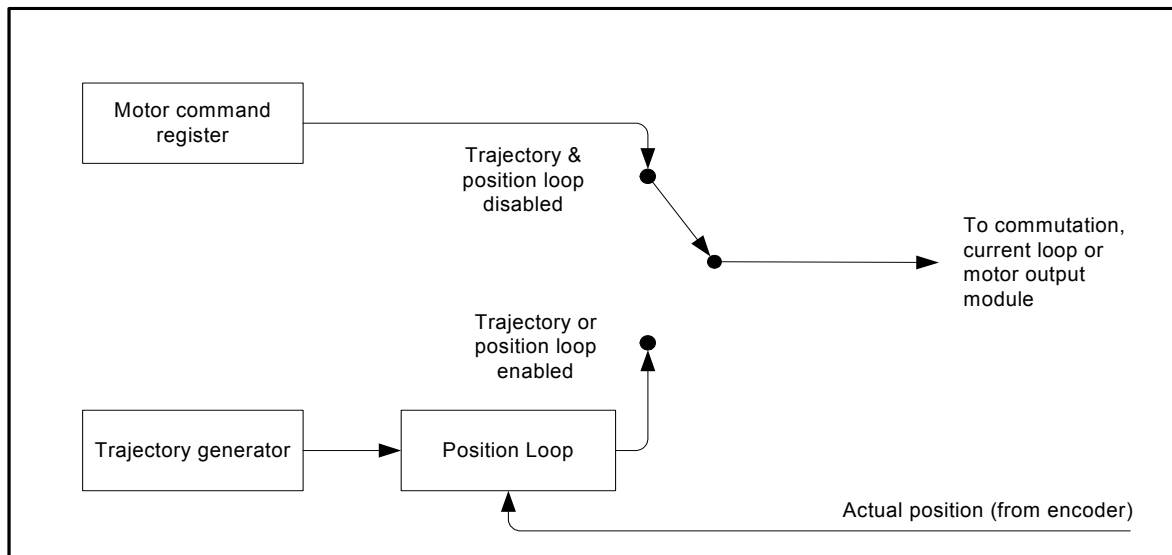 Motor command
register
Trajectory &
position loop
disabled
To commutation,
current loop or
motor output
module
Trajectory or
position loop
enabled
Trajectory generator
Position Loop
Actual position (from encoder)